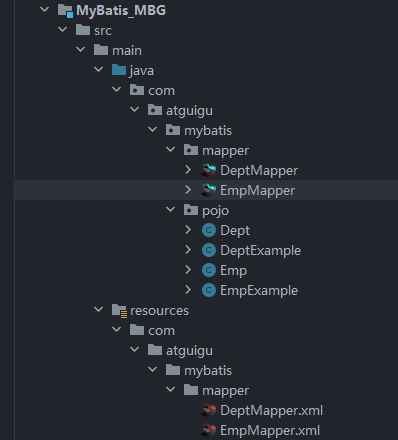 MyBatis_MBG
src
main
java
com
atguigu
mybatis
mapper
DeptMapper
EmpMapper
pojo
Dept
DeptExample
Emp
EmpExample
resources
com
atguigu
mybatis
mapper
DeptMapper.xml
EmpMapper.xml